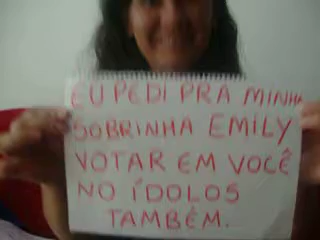 EU PEDI PRA MINHA
SOBRINHA EMILY
VOTAR EM VOCÊ
NO ÍDOLOS
TAMBÉM.